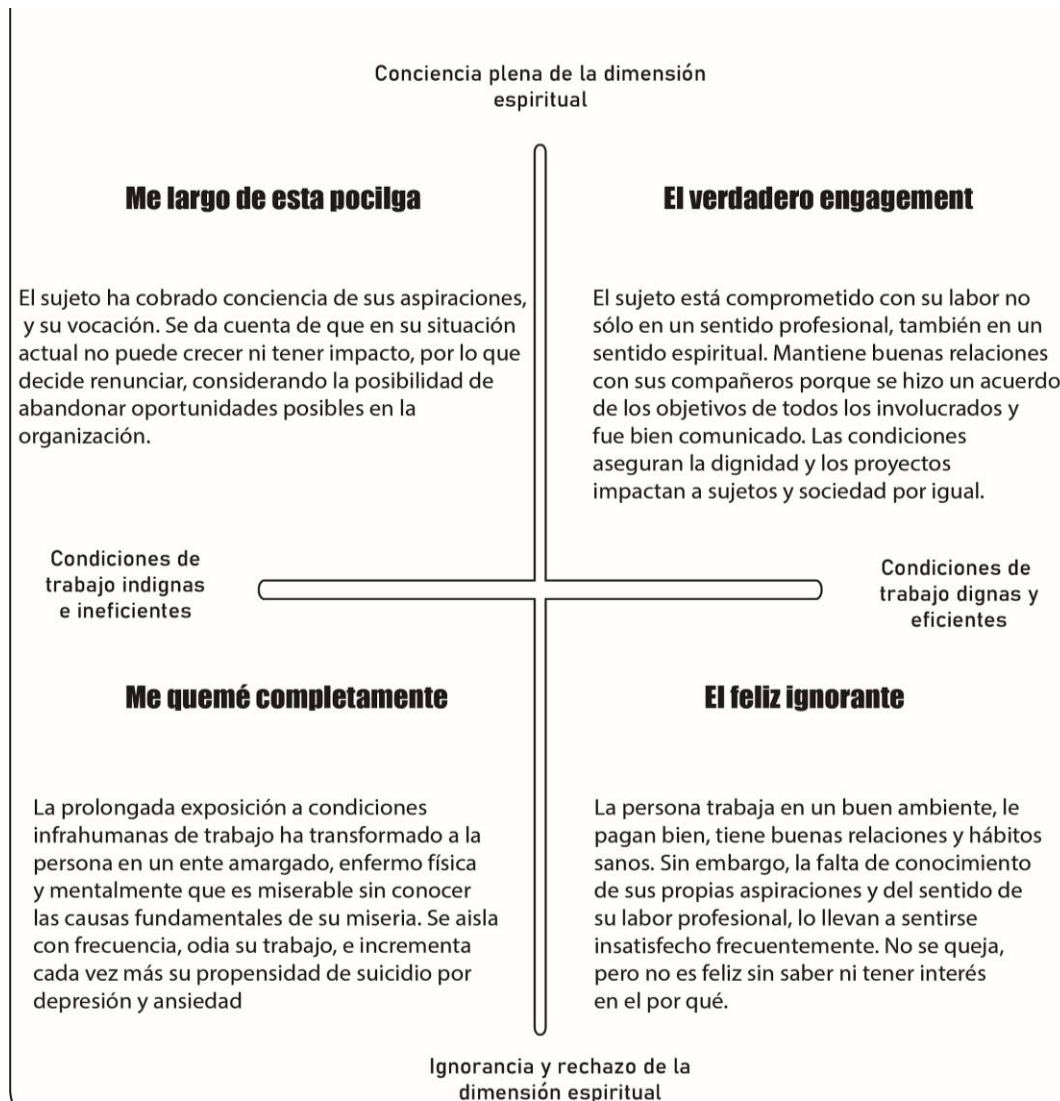 Conciencia plena de la dimensión
espiritual
Me largo de esta pocilga
El sujeto ha cobrado conciencia de sus aspiraciones,
y su vocación. Se da cuenta de que en su situación
actual no puede crecer ni tener impacto, por lo que
decide renunciar, considerando la posibilidad de
abandonar oportunidades posibles en la
organización.
El verdadero engagement
El sujeto está comprometido con su labor no
sólo en un sentido profesional, también en un
sentido espiritual. Mantiene buenas relaciones
con sus compañeros porque se hizo un acuerdo
de los objetivos de todos los involucrados y
fue bien comunicado. Las condiciones
aseguran la dignidad y los proyectos
impactan a sujetos y sociedad por igual.
Condiciones de
trabajo indignas
e ineficientes
Condiciones de
trabajo dignas y
eficientes
Me quemé completamente
La prolongada exposición a condiciones
infrahumanas de trabajo ha transformado a la
persona en un ente amargado, enfermo física
y mentalmente que es miserable sin conocer
las causas fundamentales de su miseria. Se aisla
con frecuencia, odia su trabajo, e incrementa
cada vez más su propensidad de suicidio por
depresión y ansiedad
El feliz ignorante
La persona trabaja en un buen ambiente, le
pagan bien, tiene buenas relaciones y hábitos
sanos. Sin embargo, la falta de conocimiento
de sus propias aspiraciones y del sentido de
su labor profesional, lo llevan a sentirse
insatisfecho frecuentemente. No se queja,
pero no es feliz sin saber ni tener interés
en el por qué.
Ignorancia y rechazo de la
dimensión espiritual